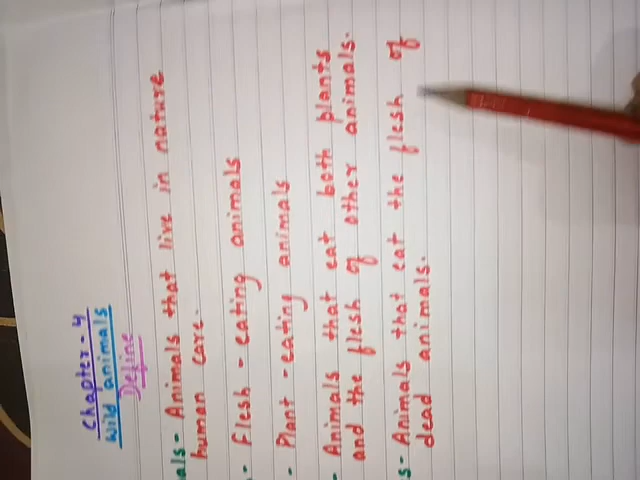 Chapter-4
Wild animals
Define
als - Animals that live in nature
human care.
- Flesh - eating animals
- Plant - eating animals
- Animals that eat both plants
and the flesh of other animals.
s - Animals that eat the flesh of
dead animals.